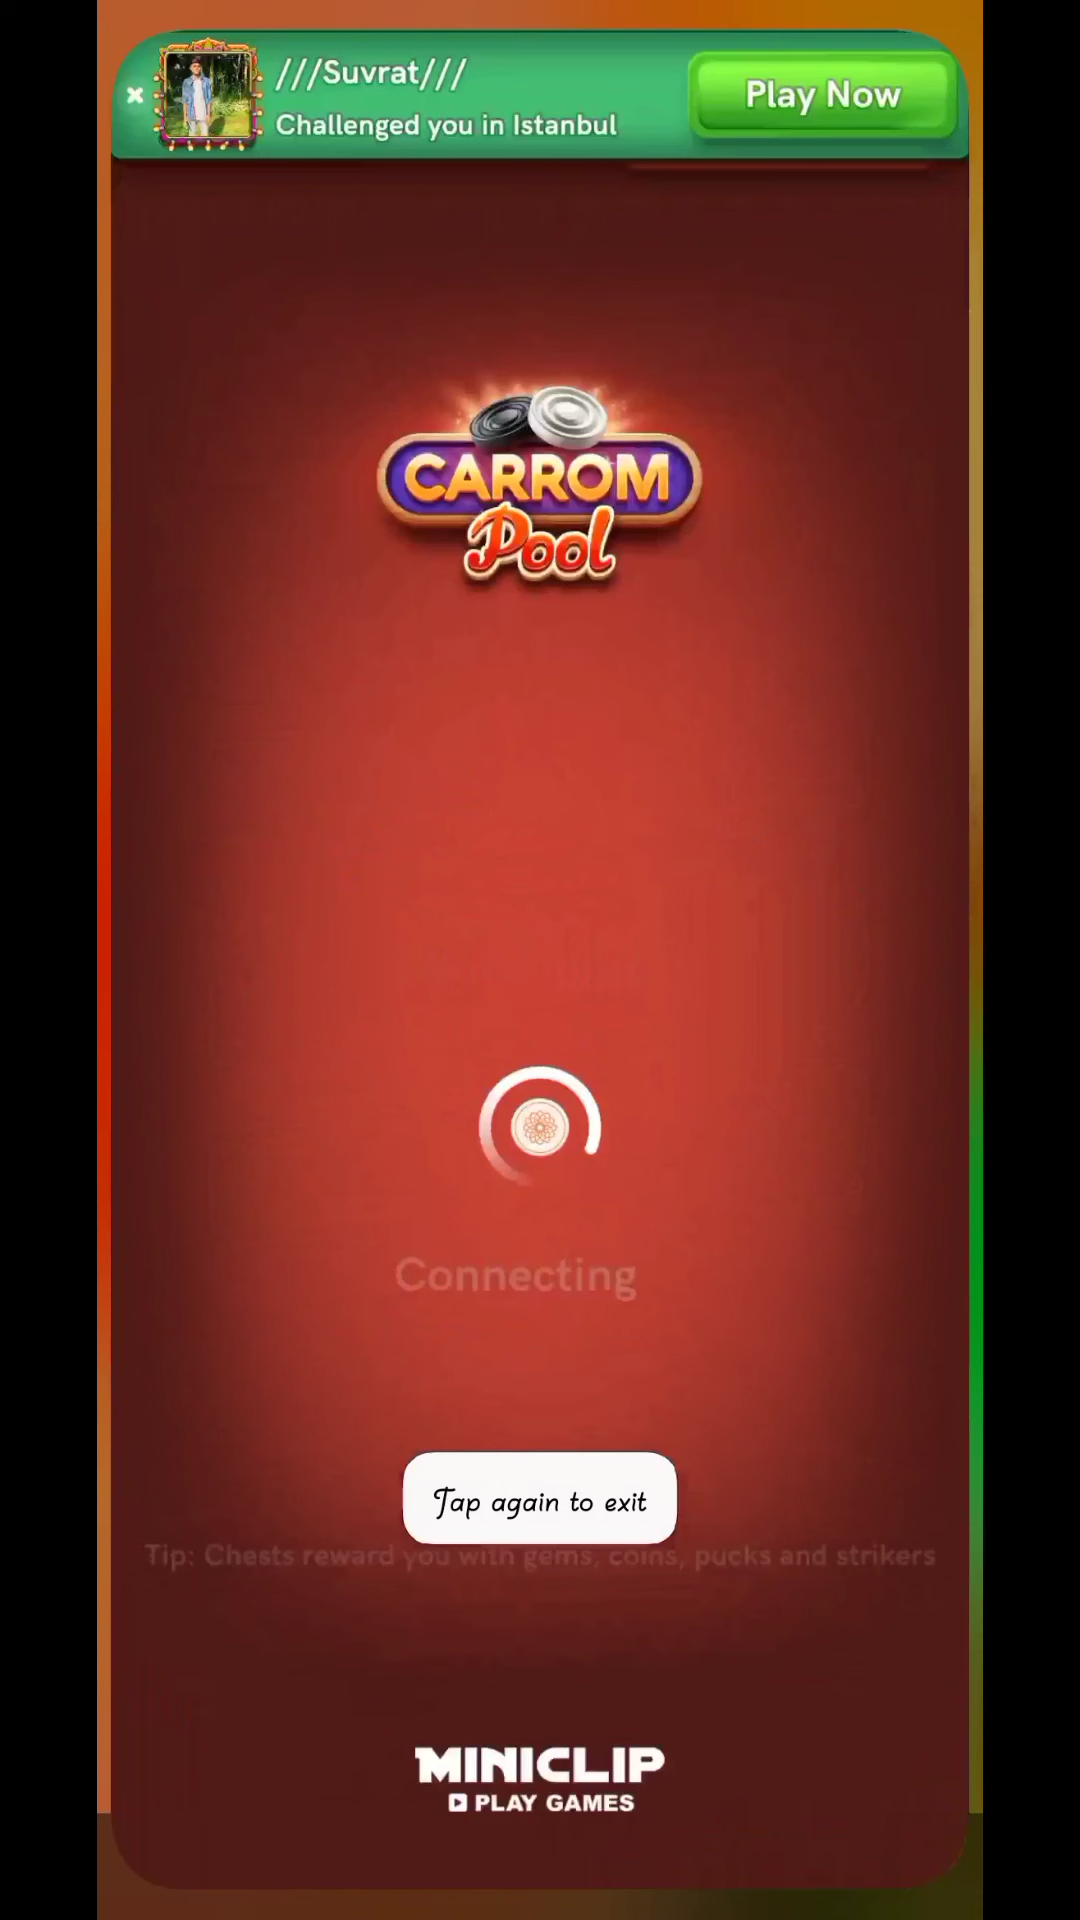 ///Suvrat///
Challenged you in Istanbul
Play Now
CARROM
Pool
Connecting
Tap again to exit
Tip: Chests reward you with gems, coins, pucks and strikers
MINICLIP
PLAY GAMES